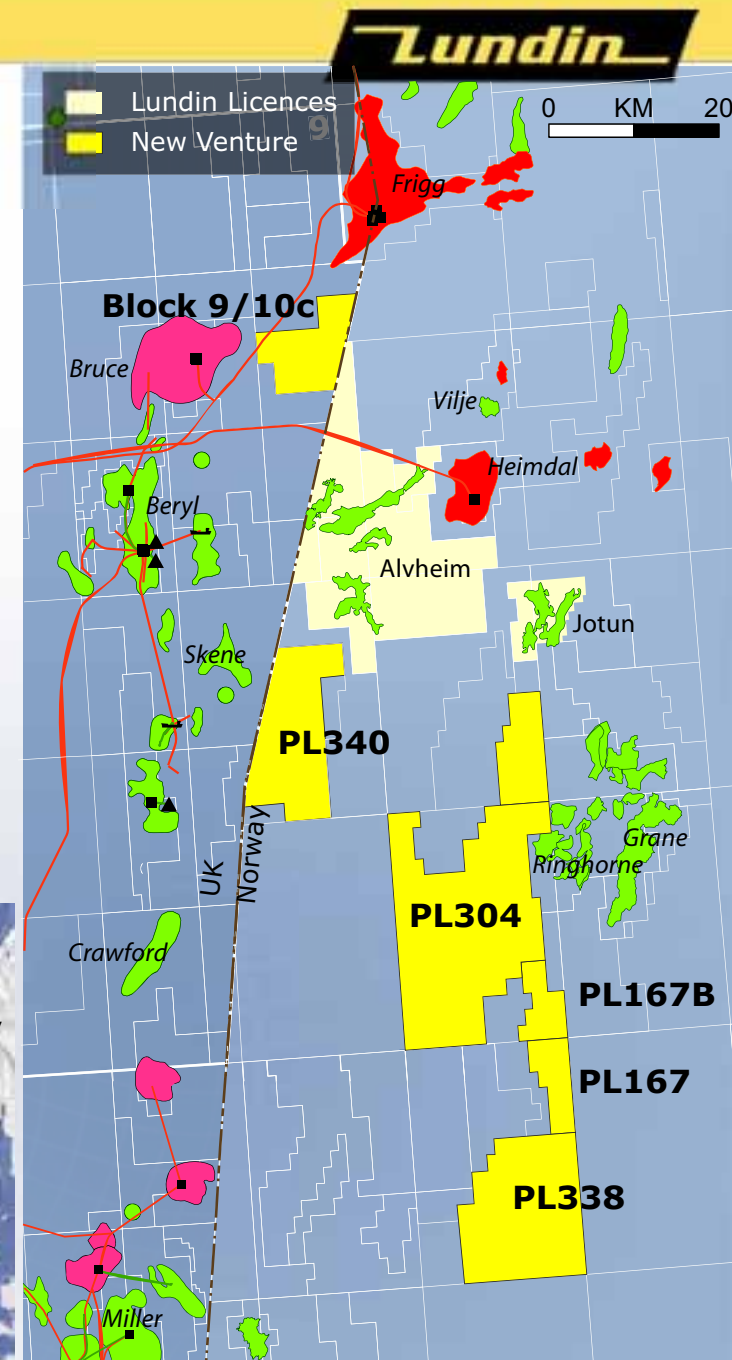 Lundin
Lundin Licences
New Venture
9
0 KM 20
Frigg
Block 9/10c
Bruce
Vilje
Heimdal
Beryl
Alvheim
Jotun
Skene
PL340
UK
Norway
Grane
Ringhorne
PL304
Crawford
PL167B
PL167
PL338
Miller